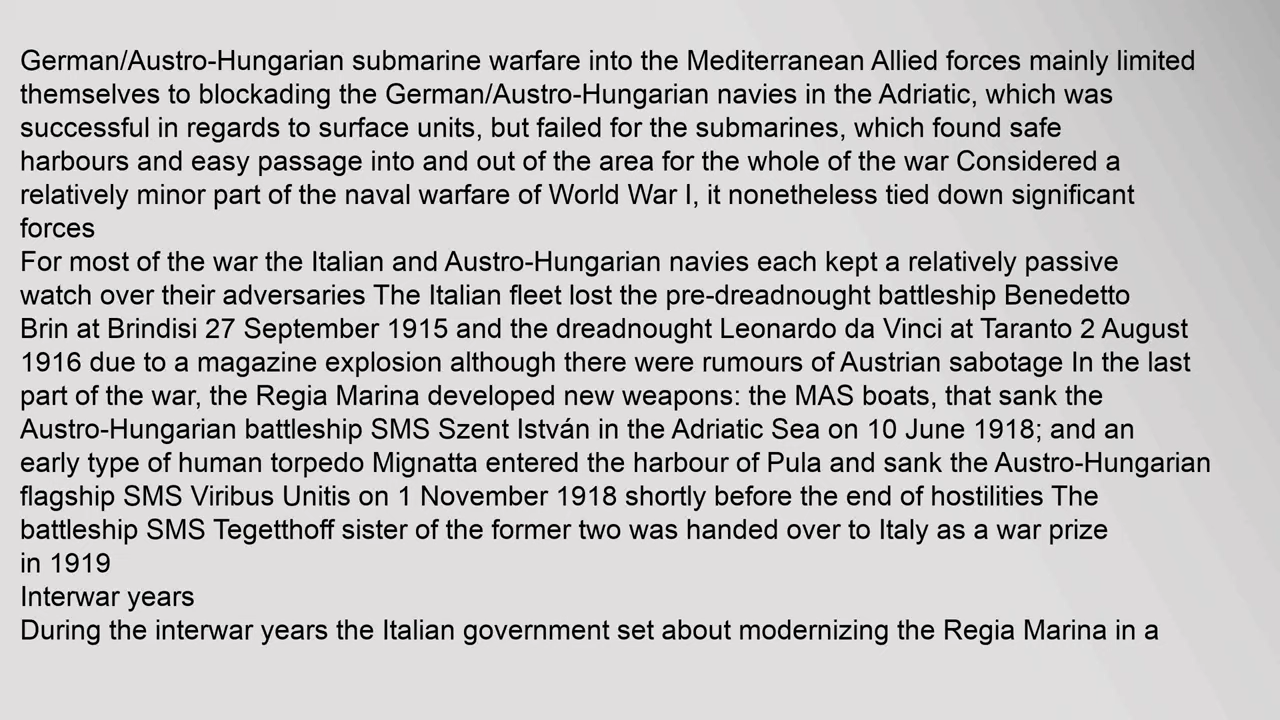 German/Austro-Hungarian submarine warfare into the Mediterranean Allied forces mainly limited
themselves to blockading the German/Austro-Hungarian navies in the Adriatic, which was
successful in regards to surface units, but failed for the submarines, which found safe
harbours and easy passage into and out of the area for the whole of the war Considered a
relatively minor part of the naval warfare of World War I, it nonetheless tied down significant
forces
For most of the war the Italian and Austro-Hungarian navies each kept a relatively passive
watch over their adversaries The Italian fleet lost the pre-dreadnought battleship Benedetto
Brin at Brindisi 27 September 1915 and the dreadnought Leonardo da Vinci at Taranto 2 August
1916 due to a magazine explosion although there were rumours of Austrian sabotage In the last
part of the war, the Regia Marina developed new weapons: the MAS boats, that sank the
Austro-Hungarian battleship SMS Szent István in the Adriatic Sea on 10 June 1918; and an
early type of human torpedo Mignatta entered the harbour of Pula and sank the Austro-Hungarian
flagship SMS Viribus Unitis on 1 November 1918 shortly before the end of hostilities The
battleship SMS Tegetthoff sister of the former two was handed over to Italy as a war prize
in 1919
Interwar years
During the interwar years the Italian government set about modernizing the Regia Marina in a